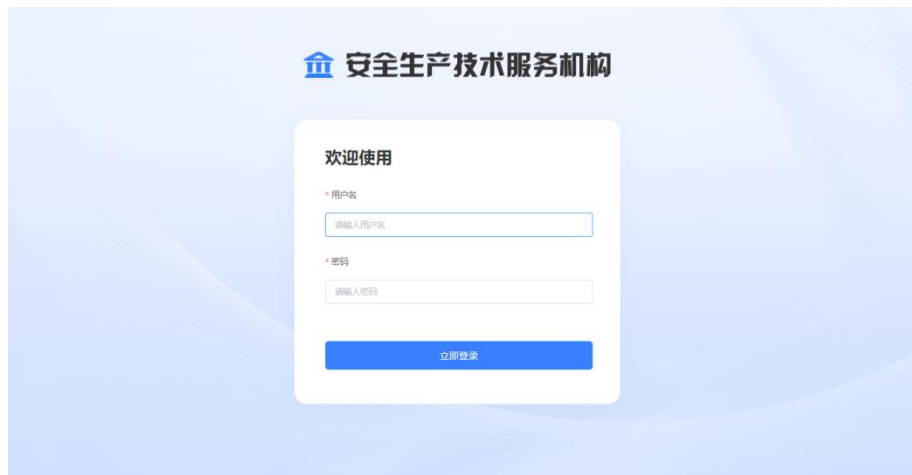 安全生产技术服务机构
欢迎使用
* 用户名
请输入用户名
* 密码
请输入密码
立即登录